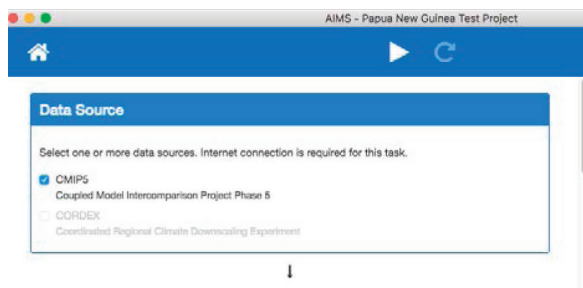 AIMS - Papua New Guinea Test Project
Data Source
Select one or more data sources. Internet connection is required for this task.
CMIP5
Coupled Model Intercomparison Project Phase 5
CORDEX
Coordinated Regional Climate Downscaling Experiment